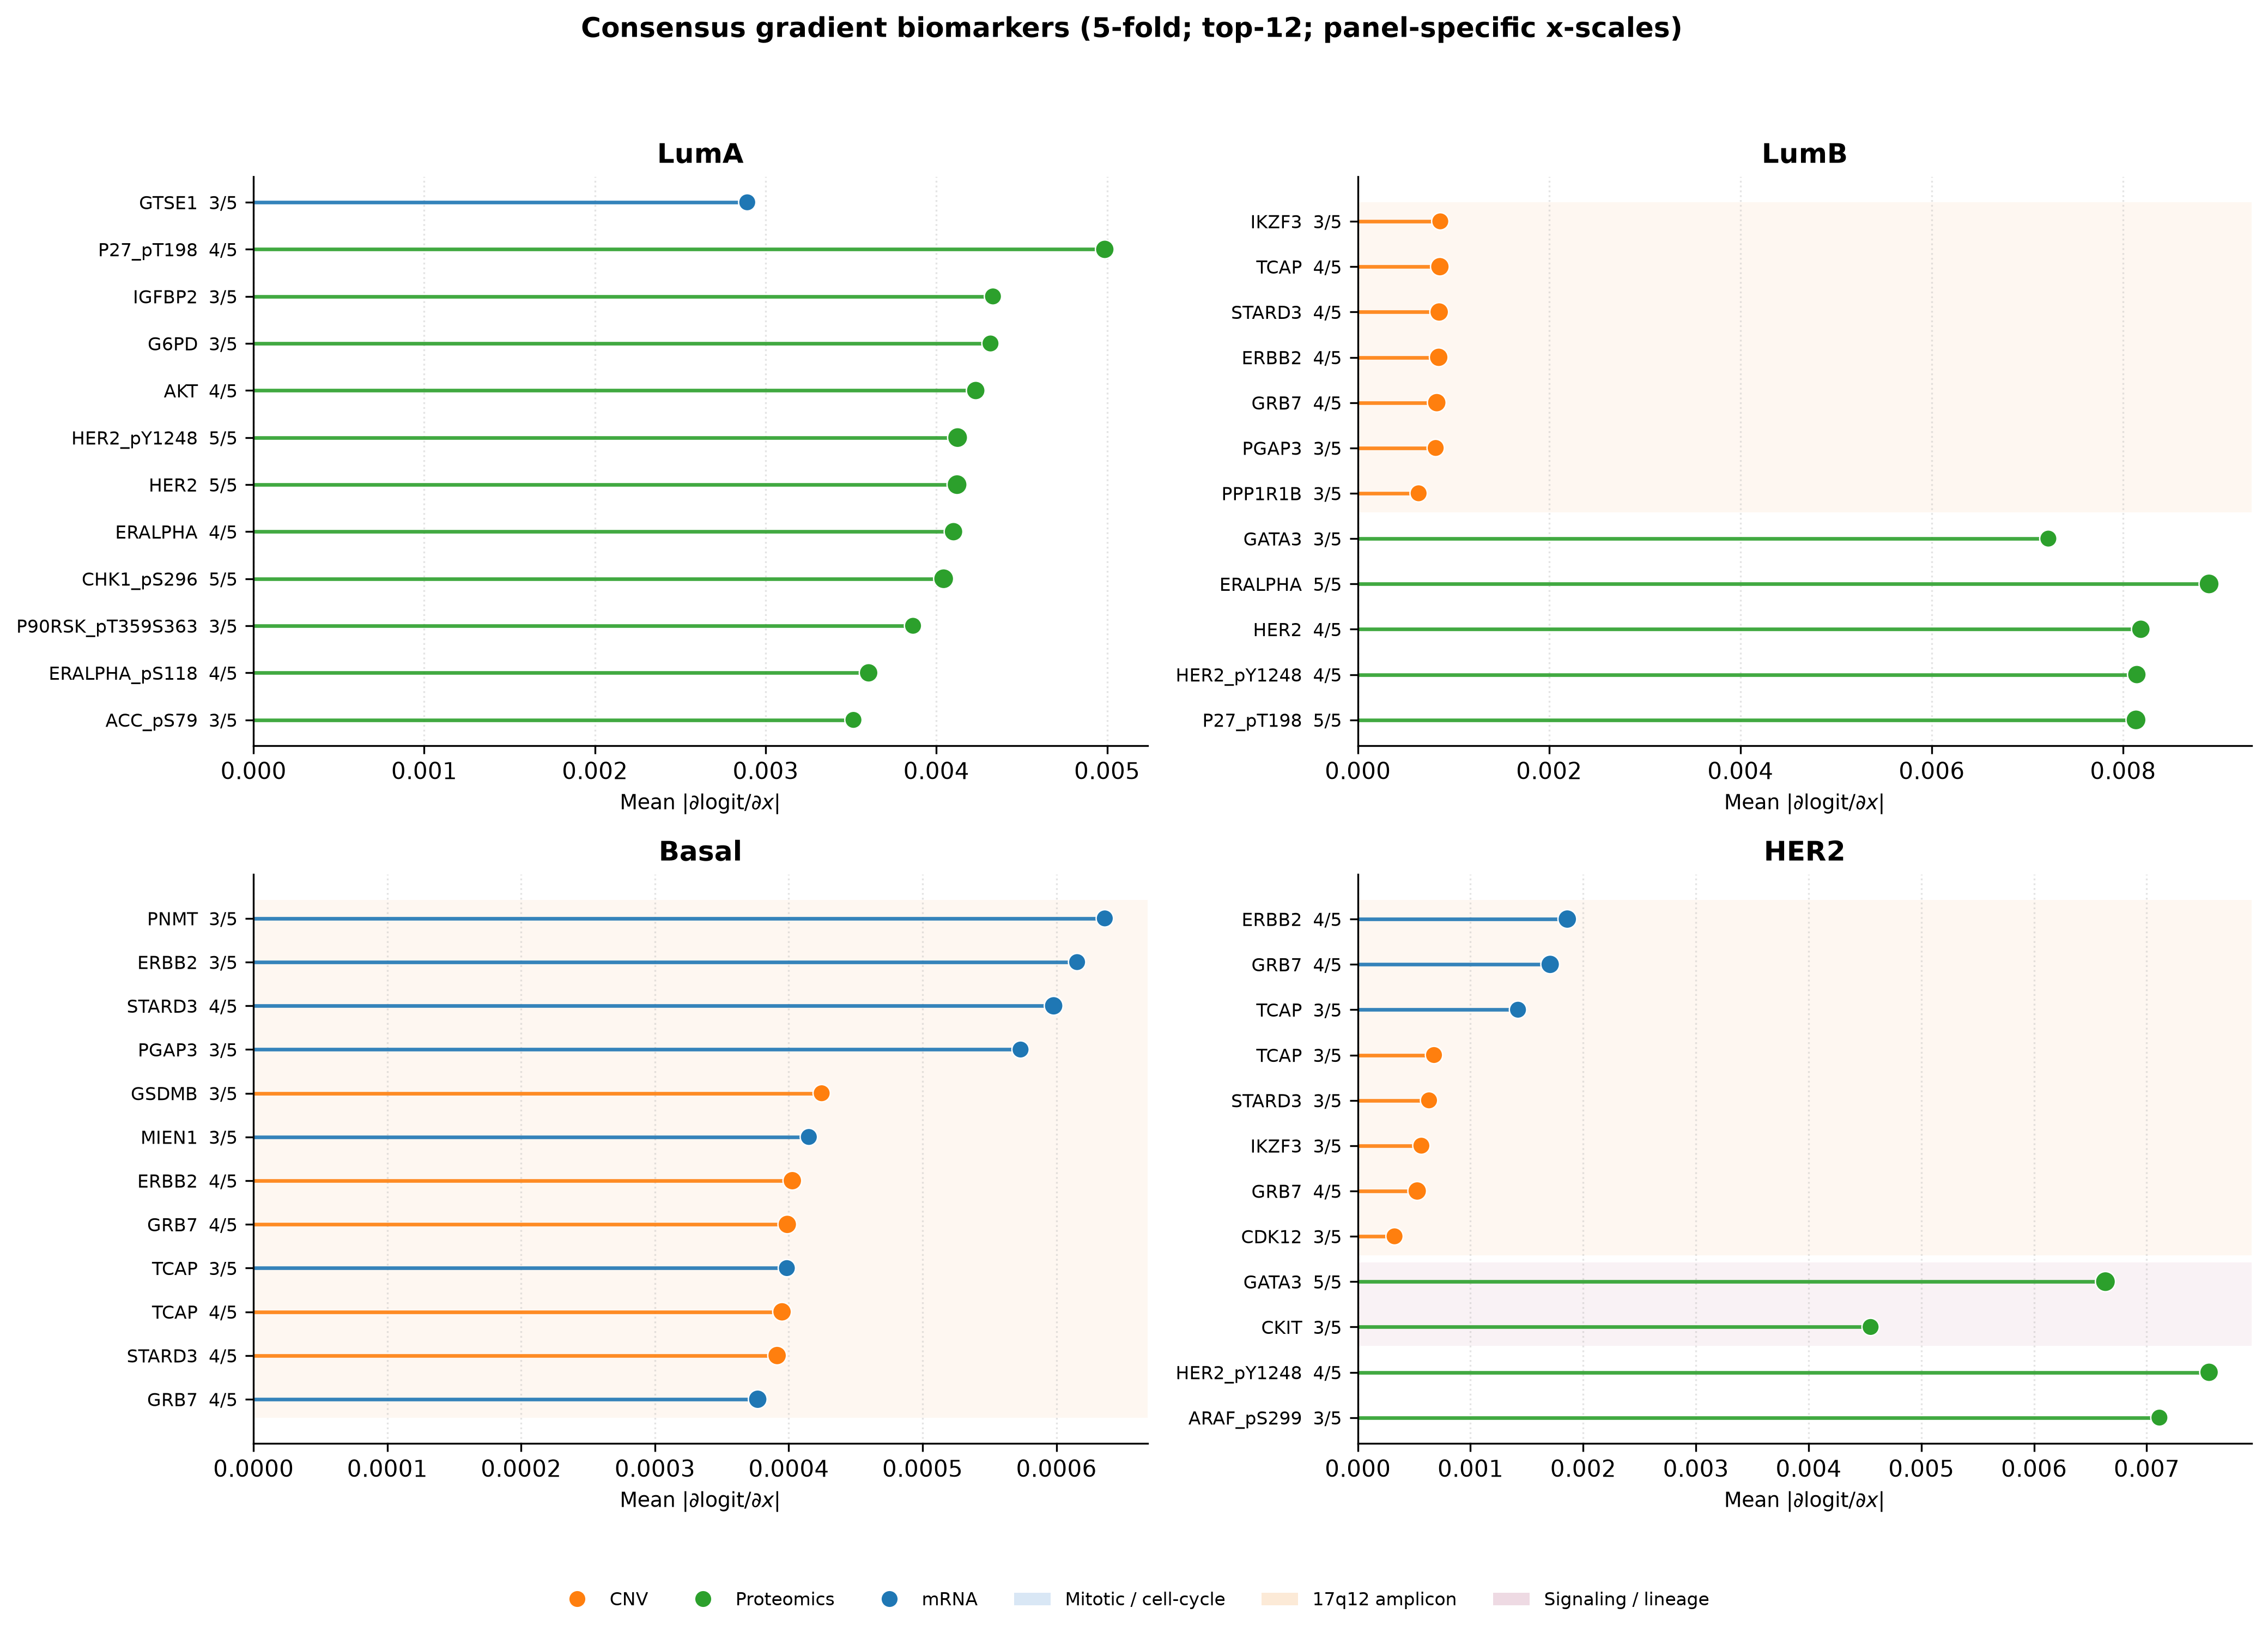 Consensus gradient biomarkers (5-fold; top-12; panel-specific x-scales)
LumA
GTSE1 3/5
P27_pT198 4/5
IGFBP2 3/5
G6PD 3/5
AKT 4/5
HER2_pY1248 5/5
HER2 5/5
ERALPHA 4/5
CHK1_pS296 5/5
P90RSK_pT359S363 3/5
ERALPHA_pS118 4/5
ACC_pS79 3/5
0.000 0.001 0.002 0.003 0.004 0.005
Mean |∂logit/∂x|
LumB
IKZF3 3/5
TCAP 4/5
STARD3 4/5
ERBB2 4/5
GRB7 4/5
PGAP3 3/5
PPP1R1B 3/5
GATA3 3/5
ERALPHA 5/5
HER2 4/5
HER2_pY1248 4/5
P27_pT198 5/5
0.000 0.002 0.004 0.006 0.008
Mean |∂logit/∂x|
Basal
PNMT 3/5
ERBB2 3/5
STARD3 4/5
PGAP3 3/5
GSDMB 3/5
MIEN1 3/5
ERBB2 4/5
GRB7 4/5
TCAP 3/5
TCAP 4/5
STARD3 4/5
GRB7 4/5
0.0000 0.0001 0.0002 0.0003 0.0004 0.0005 0.0006
Mean |∂logit/∂x|
HER2
ERBB2 4/5
GRB7 4/5
TCAP 3/5
TCAP 3/5
STARD3 3/5
IKZF3 3/5
GRB7 4/5
CDK12 3/5
GATA3 5/5
CKIT 3/5
HER2_pY1248 4/5
ARAF_pS299 3/5
0.000 0.001 0.002 0.003 0.004 0.005 0.006 0.007
Mean |∂logit/∂x|
CNV Proteomics mRNA Mitotic / cell-cycle 17q12 amplicon Signaling / lineage